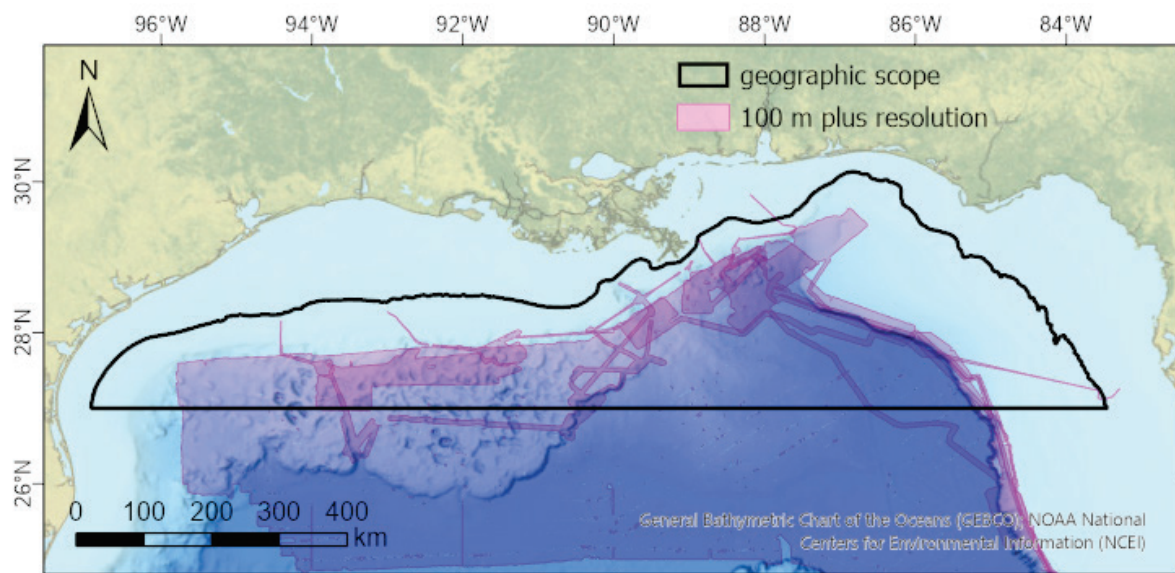 96°W 94°W 92°W 90°W 88°W 86°W 84°W
N
geographic scope
100 m plus resolution
30°N
28°N
26°N
0 100 200 300 400
km
General Bathymetric Chart of the Oceans (GEBCO); NOAA National
Centers for Environmental Information (NCEI)